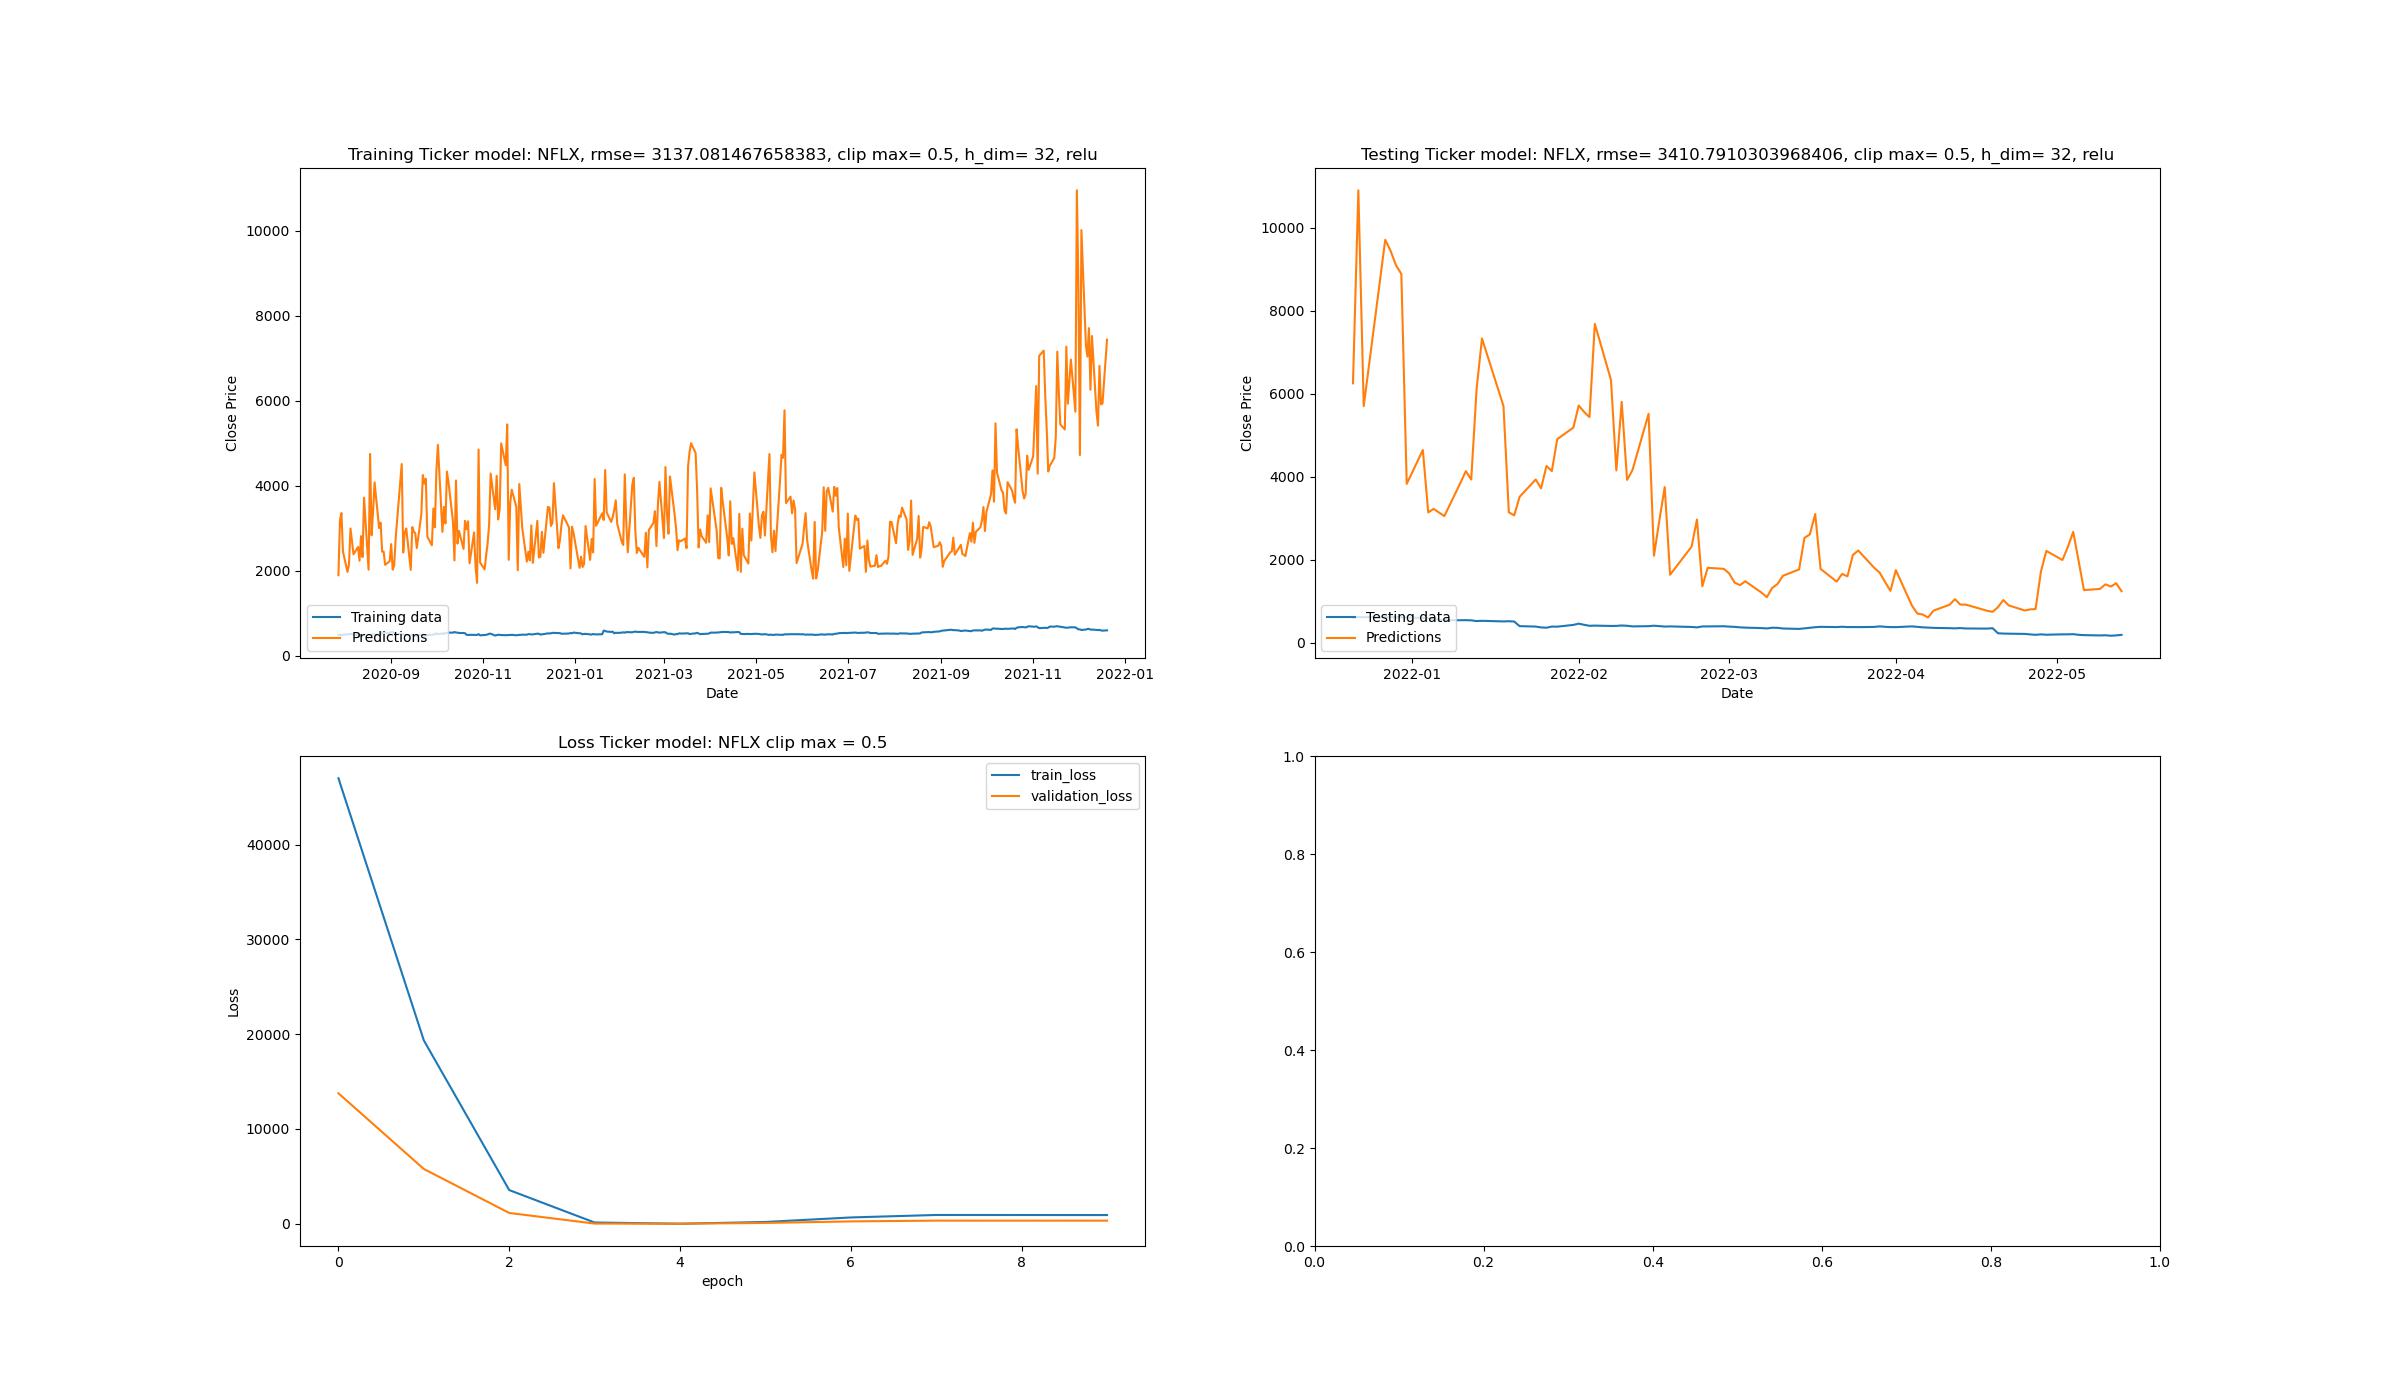 Training Ticker model: NFLX, rmse= 3137.081467658383, clip max= 0.5, h_dim= 32, relu
Close Price
10000
8000
6000
4000
2000
0
Training data
Predictions
2020-09 2020-11 2021-01 2021-03 2021-05 2021-07 2021-09 2021-11 2022-01
Date
Testing Ticker model: NFLX, rmse= 3410.7910303968406, clip max= 0.5, h_dim= 32, relu
Close Price
10000
8000
6000
4000
2000
0
Testing data
Predictions
2022-01 2022-02 2022-03 2022-04 2022-05
Date
Loss Ticker model: NFLX clip max = 0.5
Loss
40000
30000
20000
10000
0
train_loss
validation_loss
0 2 4 6 8
epoch
1.0
0.8
0.6
0.4
0.2
0.0
0.0 0.2 0.4 0.6 0.8 1.0